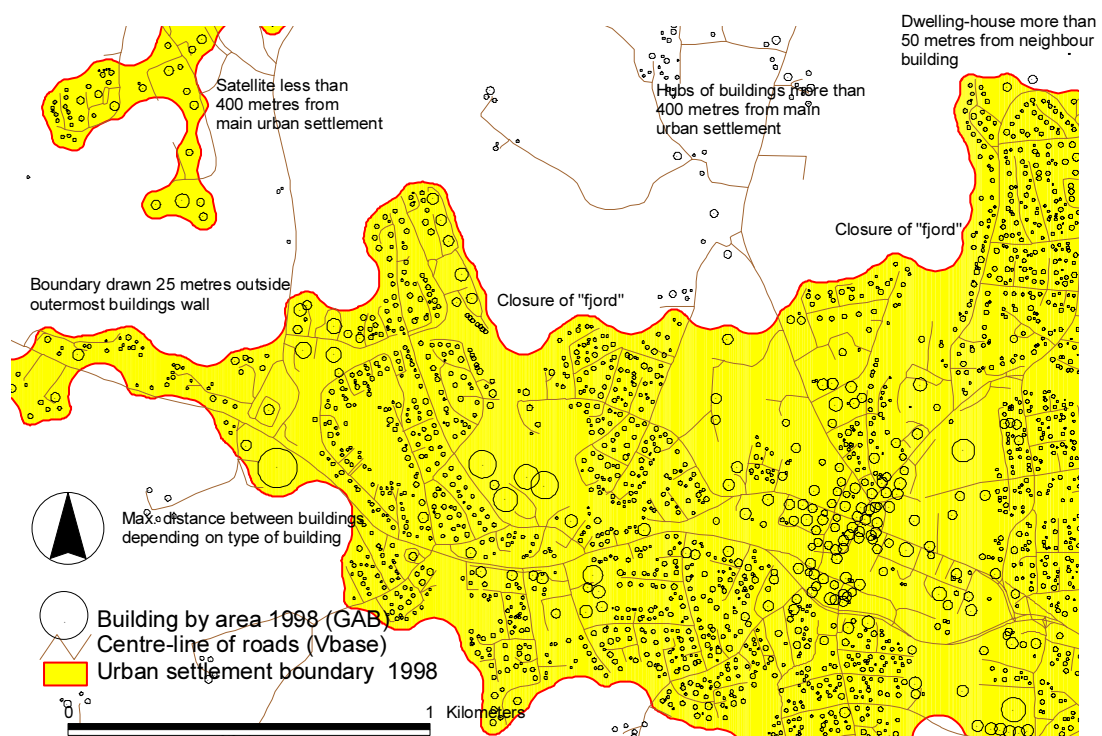 Dwelling-house more than
50 metres from neighbour
building
Satellite less than
400 metres from
main urban settlement
Hubs of buildings more than
400 metres from main
urban settlement
Closure of "fjord"
Boundary drawn 25 metres outside
outermost buildings wall
Closure of "fjord"
Max. distance between buildings
depending on type of building
Building by area 1998 (GAB)
Centre-line of roads (Vbase)
Urban settlement boundary 1998
0 1 Kilometers